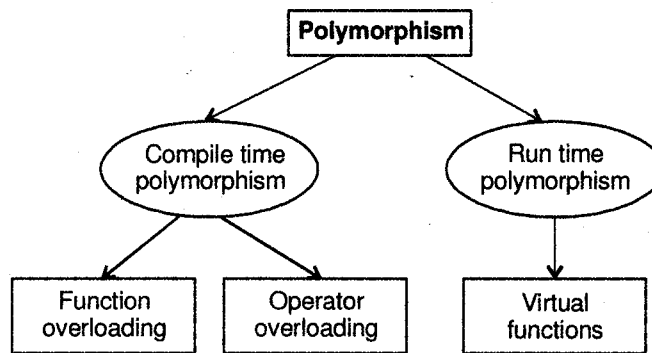 Polymorphism
Compile time
polymorphism
Run time
polymorphism
Function
overloading
Operator
overloading
Virtual
functions